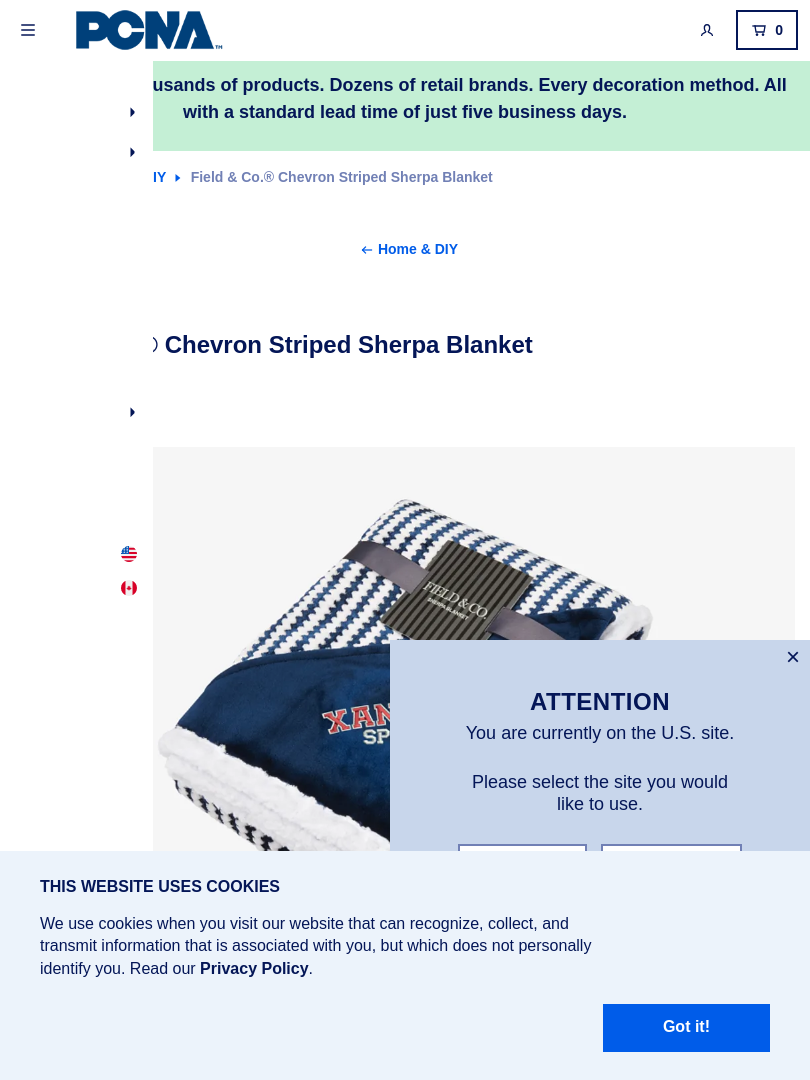 PCNA™
0
usands of products. Dozens of retail brands. Every decoration method. All
with a standard lead time of just five business days.
IY Field & Co.® Chevron Striped Sherpa Blanket
Home & DIY
Chevron Striped Sherpa Blanket
FIELD & CO.
SHERPA BLANKET
XAN
SP
ATTENTION
You are currently on the U.S. site.
Please select the site you would
like to use.
THIS WEBSITE USES COOKIES
We use cookies when you visit our website that can recognize, collect, and
transmit information that is associated with you, but which does not personally
identify you. Read our Privacy Policy.
Got it!